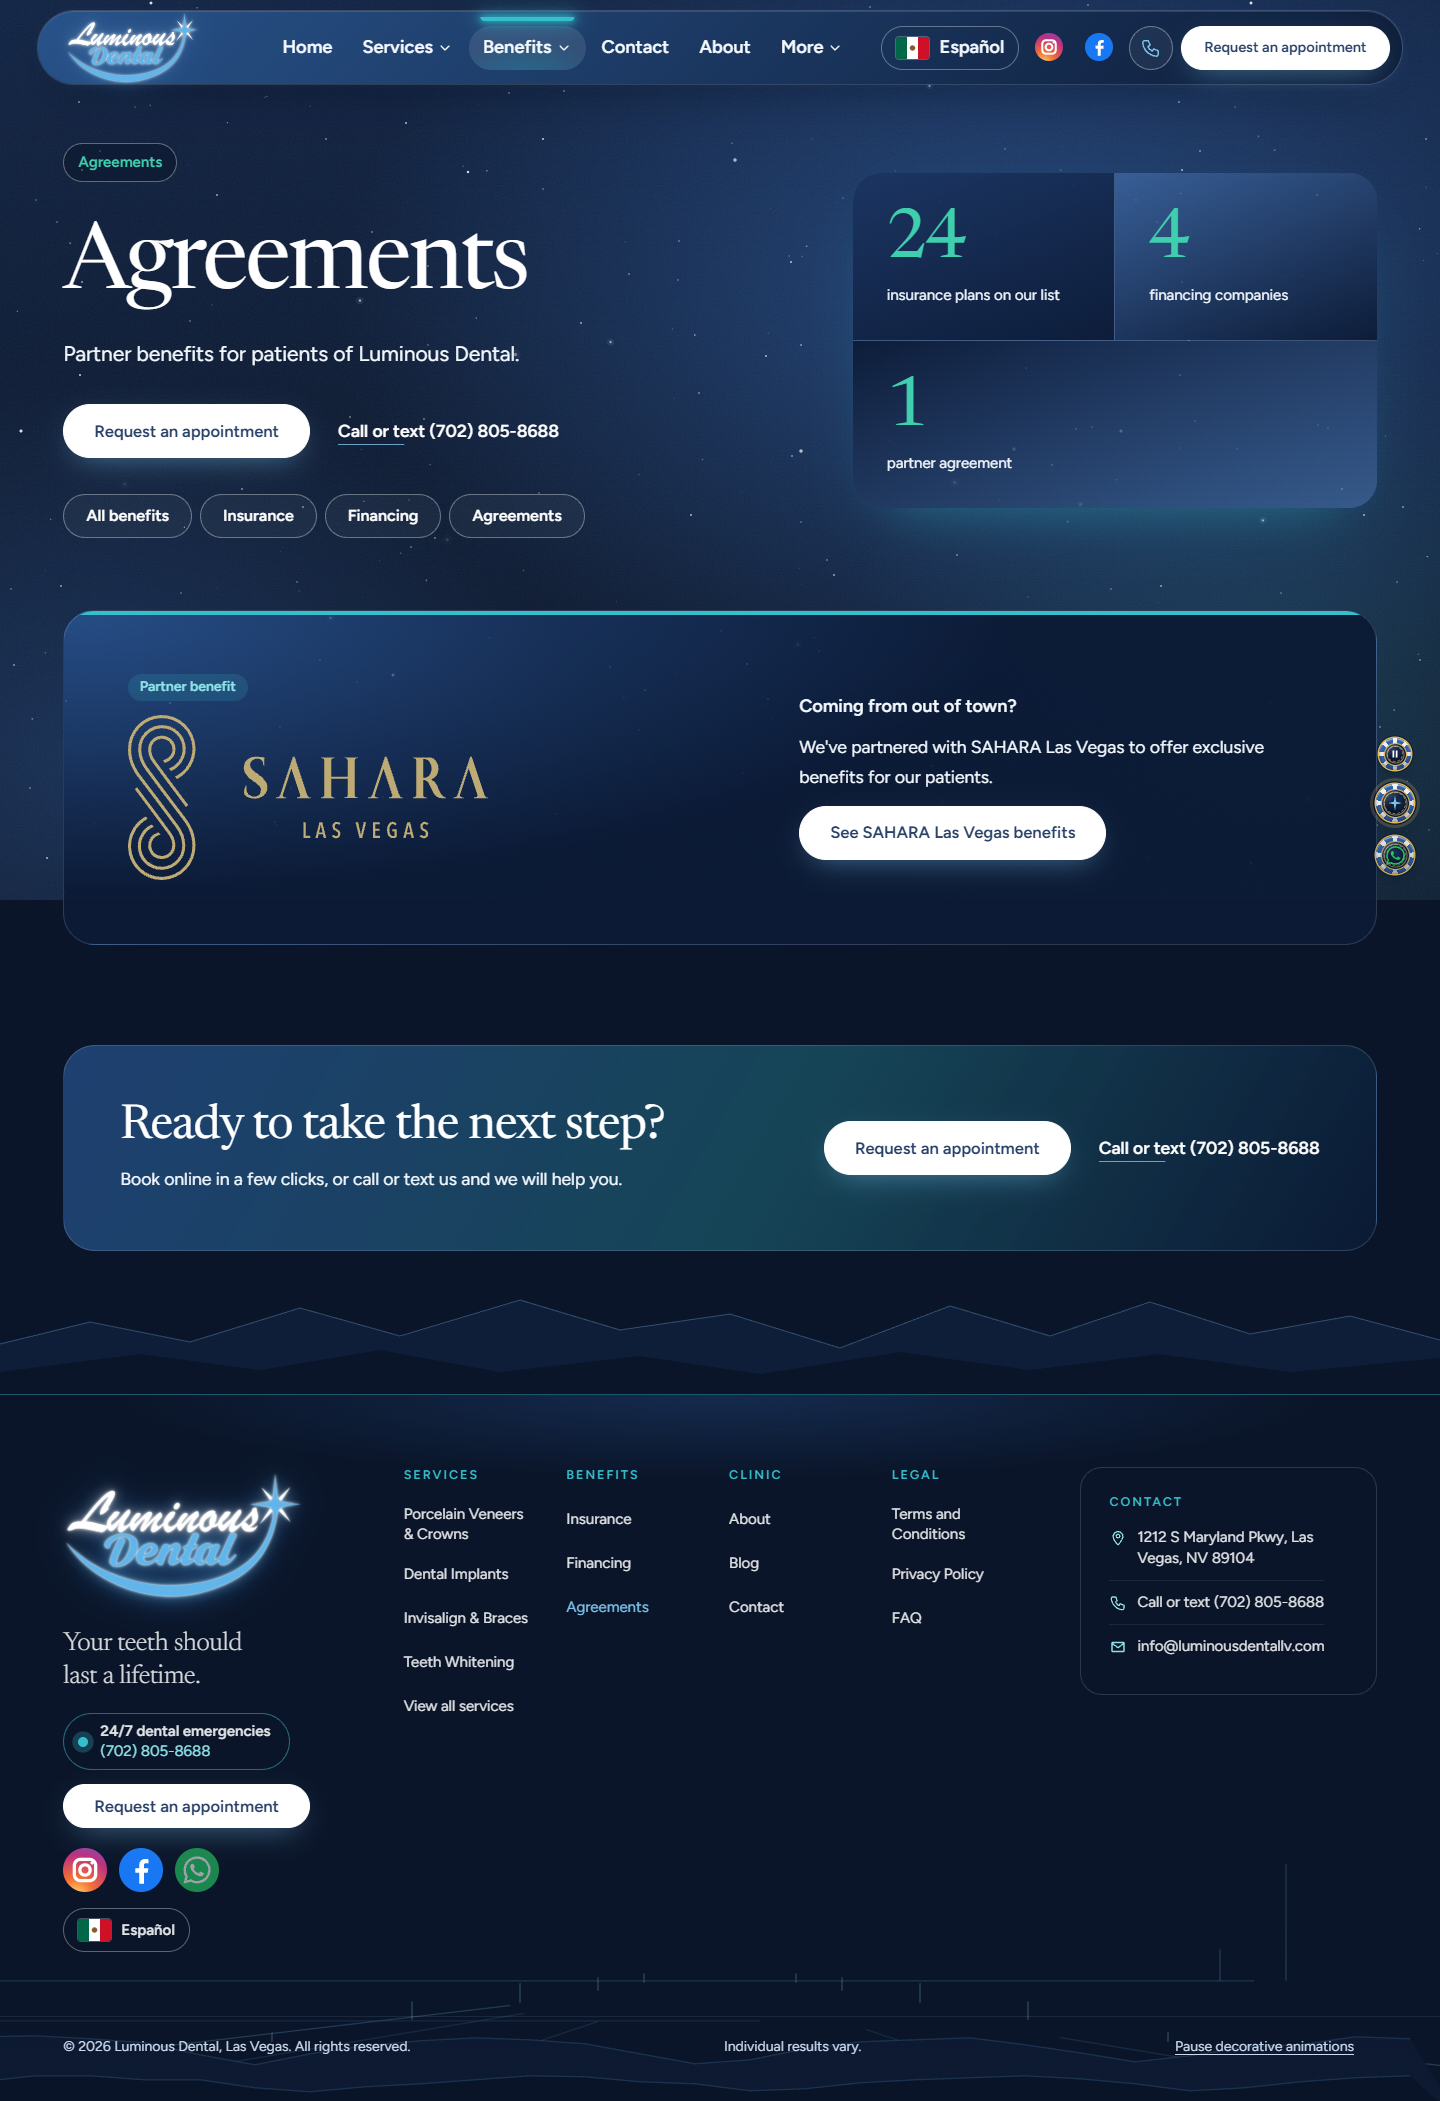 Luminous
Dental
Home
Services
Benefits
Contact
About
More
Español
Request an appointment
Agreements
Agreements
Partner benefits for patients of Luminous Dental.
Request an appointment
Call or text (702) 805-8688
All benefits
Insurance
Financing
Agreements
24
insurance plans on our list
4
financing companies
1
partner agreement
Partner benefit
SAHARA
LAS VEGAS
Coming from out of town?
We've partnered with SAHARA Las Vegas to offer exclusive
benefits for our patients.
See SAHARA Las Vegas benefits
Ready to take the next step?
Book online in a few clicks, or call or text us and we will help you.
Request an appointment
Call or text (702) 805-8688
Luminous
Dental
Your teeth should
last a lifetime.
24/7 dental emergencies
(702) 805-8688
Request an appointment
Español
SERVICES
Porcelain Veneers
& Crowns
Dental Implants
Invisalign & Braces
Teeth Whitening
View all services
BENEFITS
Insurance
Financing
Agreements
CLINIC
About
Blog
Contact
LEGAL
Terms and
Conditions
Privacy Policy
FAQ
CONTACT
1212 S Maryland Pkwy, Las
Vegas, NV 89104
Call or text (702) 805-8688
info@luminousdentallv.com
© 2026 Luminous Dental, Las Vegas. All rights reserved.
Individual results vary.
Pause decorative animations